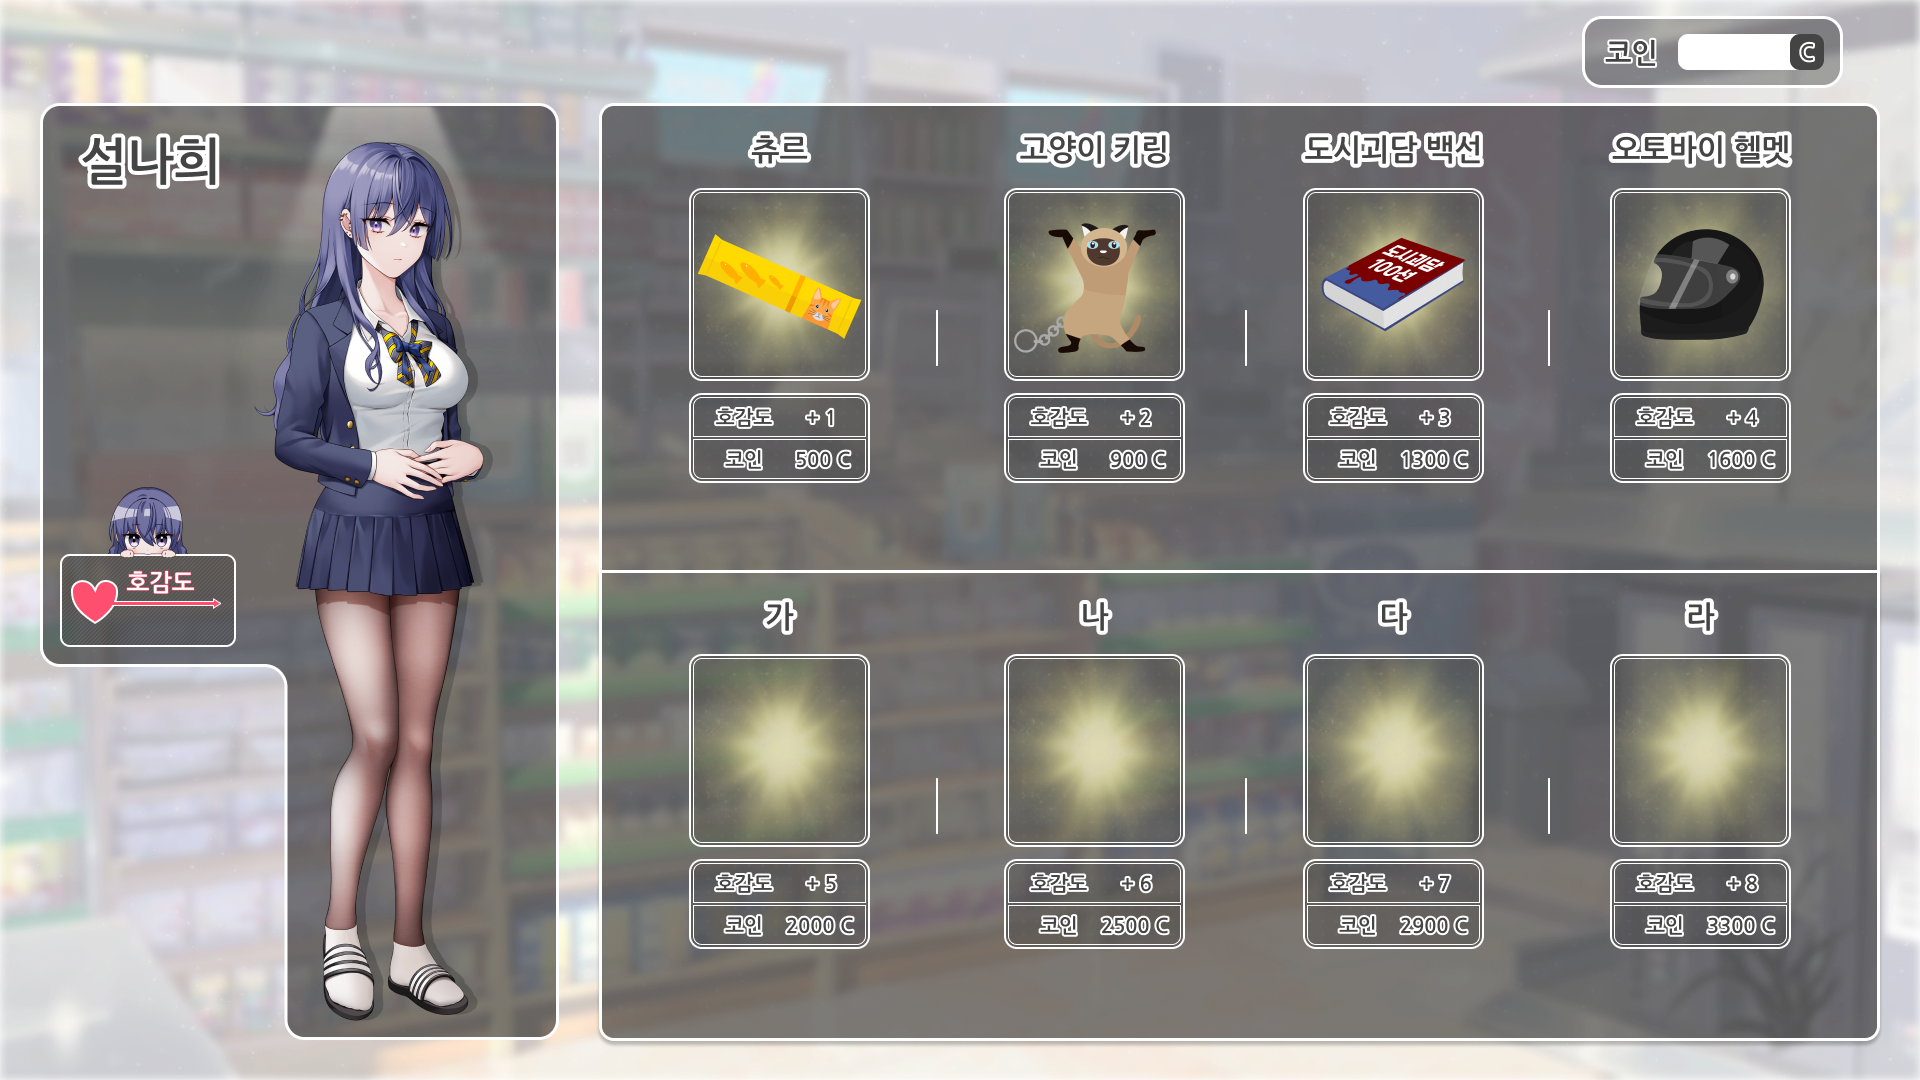 코인 C
설나희
호감도
츄르 고양이 키링 도시괴담 백선 오토바이 헬멧
도시괴담
100선
호감도 + 1 호감도 + 2 호감도 + 3 호감도 + 4
코인 500 C 코인 900 C 코인 1300 C 코인 1600 C
가 나 다 라
호감도 + 5 호감도 + 6 호감도 + 7 호감도 + 8
코인 2000 C 코인 2500 C 코인 2900 C 코인 3300 C